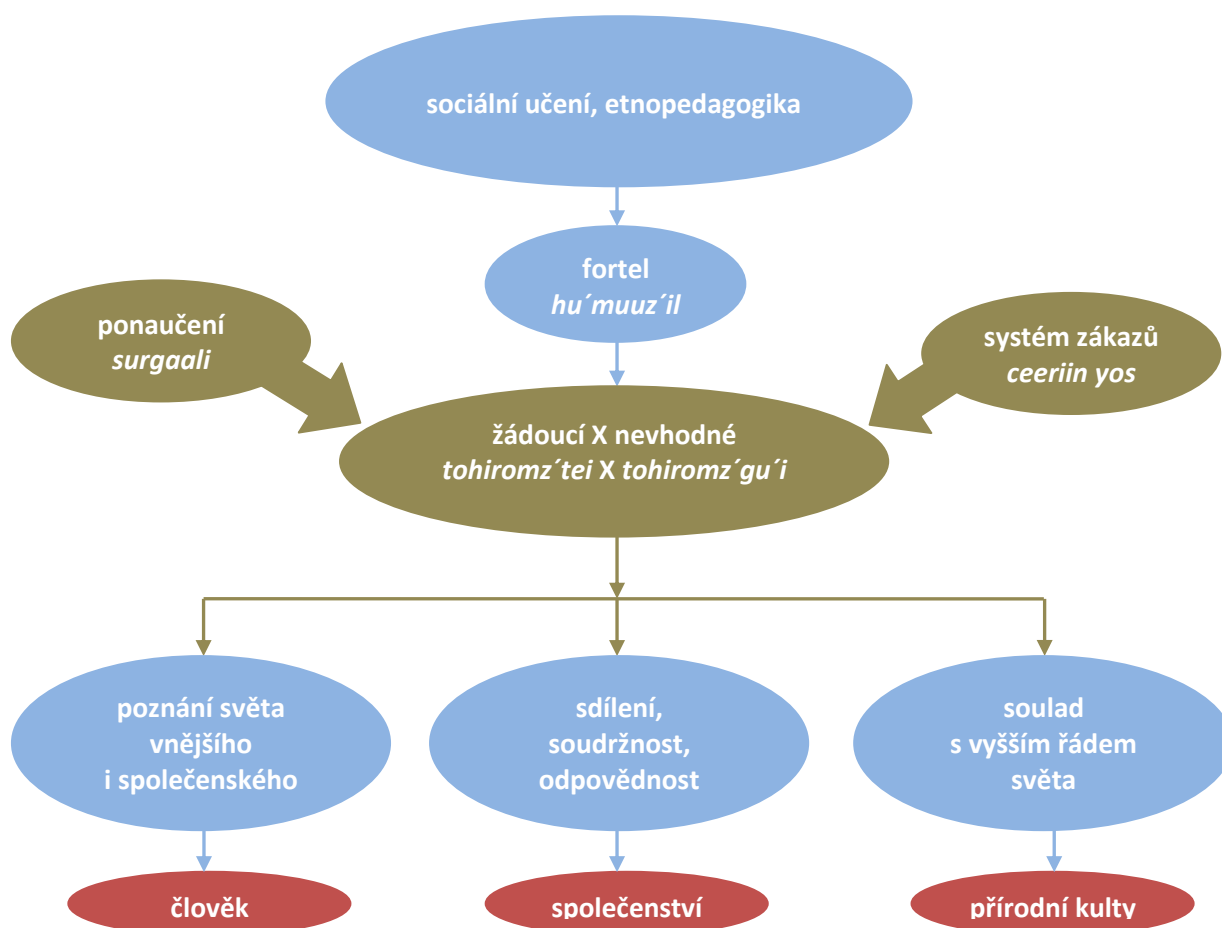 sociální učení, etnopedagogika
fortel
hu´muuz´il
ponaučení
surgaali
systém zákazů
ceeriin yos
žádoucí X nevhodné
tohiromz´tei X tohiromz´gu´i
poznání světa
vnějšího
i společenského
sdílení,
soudržnost,
odpovědnost
soulad
s vyšším řádem
světa
člověk
společenství
přírodní kulty